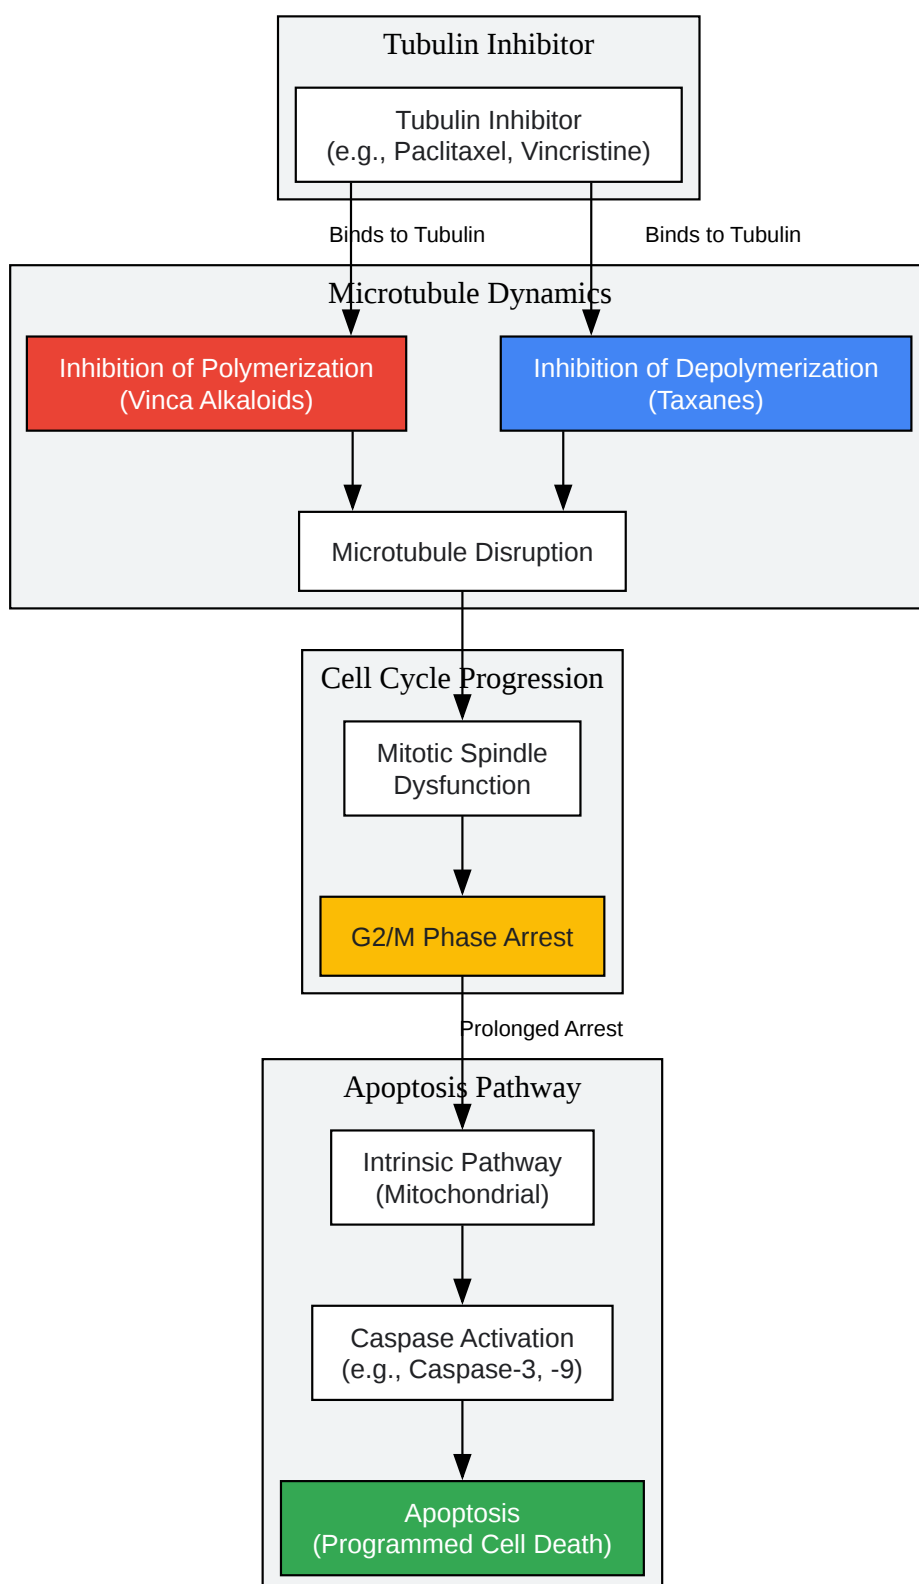 Tubulin Inhibitor
Tubulin Inhibitor
(e.g., Paclitaxel, Vincristine)
Binds to Tubulin
Binds to Tubulin
Microtubule Dynamics
Inhibition of Polymerization
(Vinca Alkaloids)
Inhibition of Depolymerization
(Taxanes)
Microtubule Disruption
Cell Cycle Progression
Mitotic Spindle
Dysfunction
G2/M Phase Arrest
Prolonged Arrest
Apoptosis Pathway
Intrinsic Pathway
(Mitochondrial)
Caspase Activation
(e.g., Caspase-3, -9)
Apoptosis
(Programmed Cell Death)